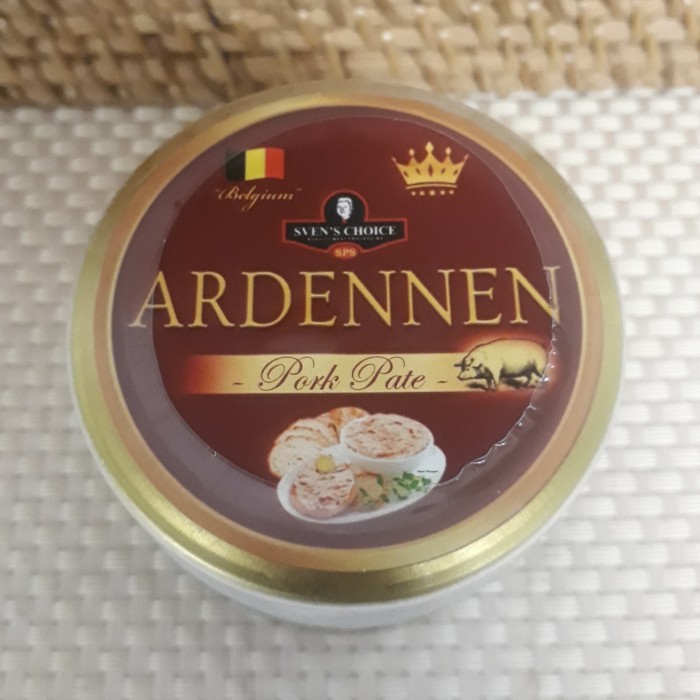 "Belgium"
SVEN'S CHOICE
SPS
ARDENNEN
- Pork Pate -